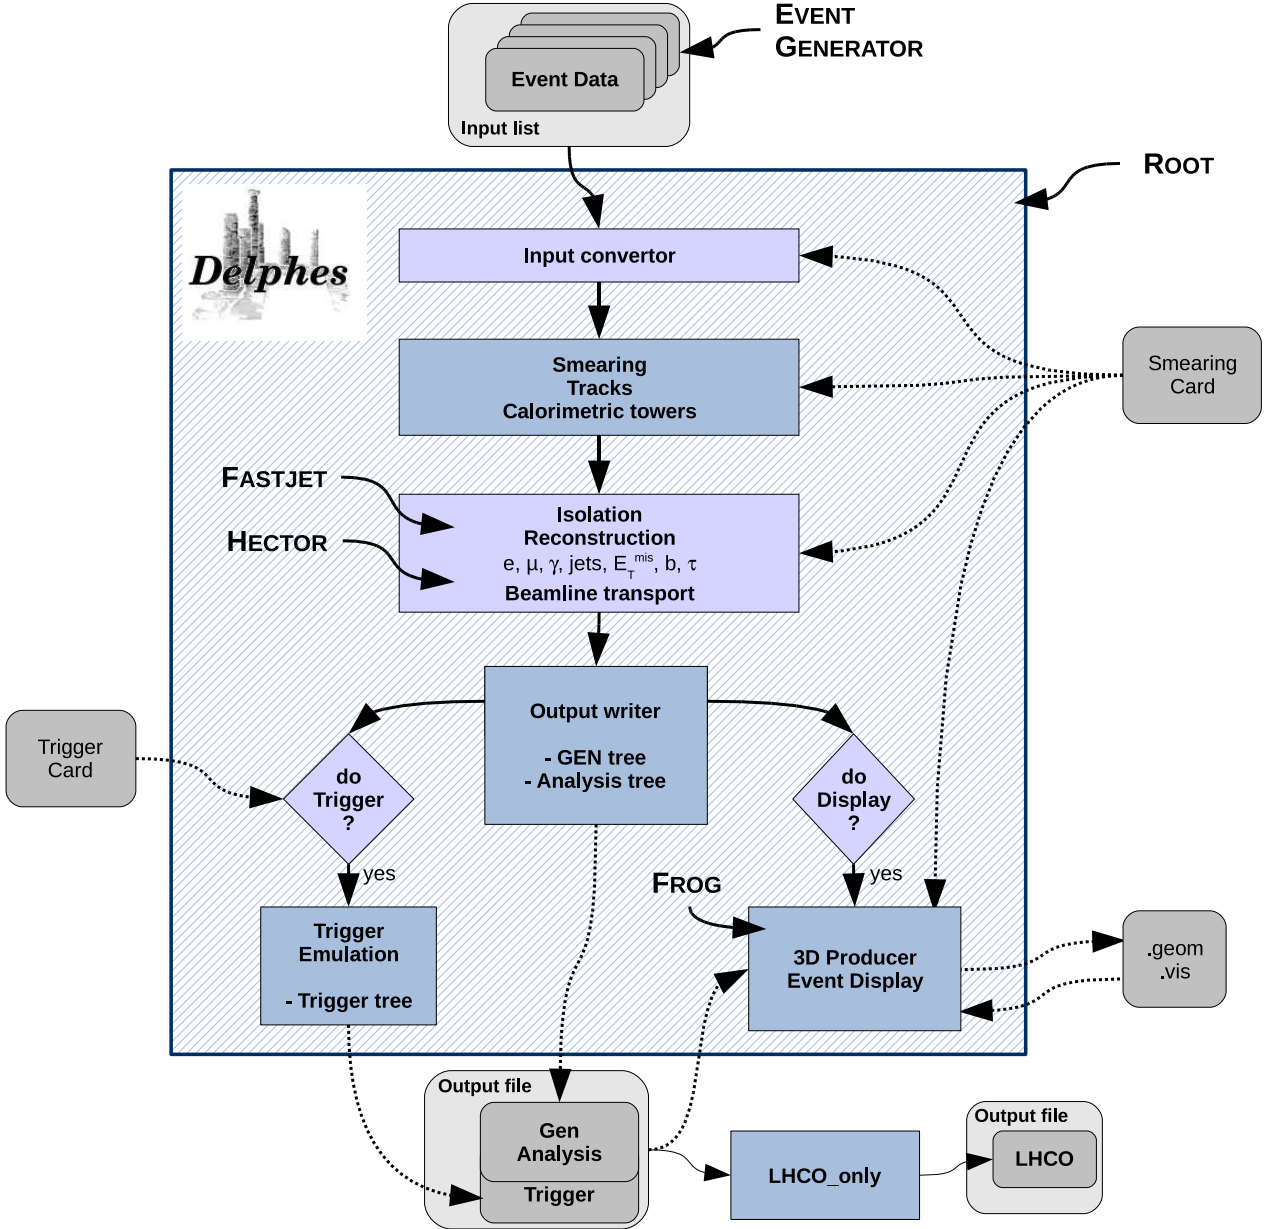 EVENT
GENERATOR
Event Data
Input list
ROOT
Delphes
Input convertor
Smearing
Tracks
Calorimetric towers
Smearing
Card
FASTJET
HECTOR
Isolation
Reconstruction
e, μ, γ, jets, E_T^mis, b, τ
Beamline transport
Output writer
- GEN tree
- Analysis tree
Trigger
Card
do
Trigger
?
yes
do
Display
?
yes
FROG
Trigger
Emulation
- Trigger tree
3D Producer
Event Display
.geom
.vis
Output file
Gen
Analysis
Trigger
LHCO_only
Output file
LHCO